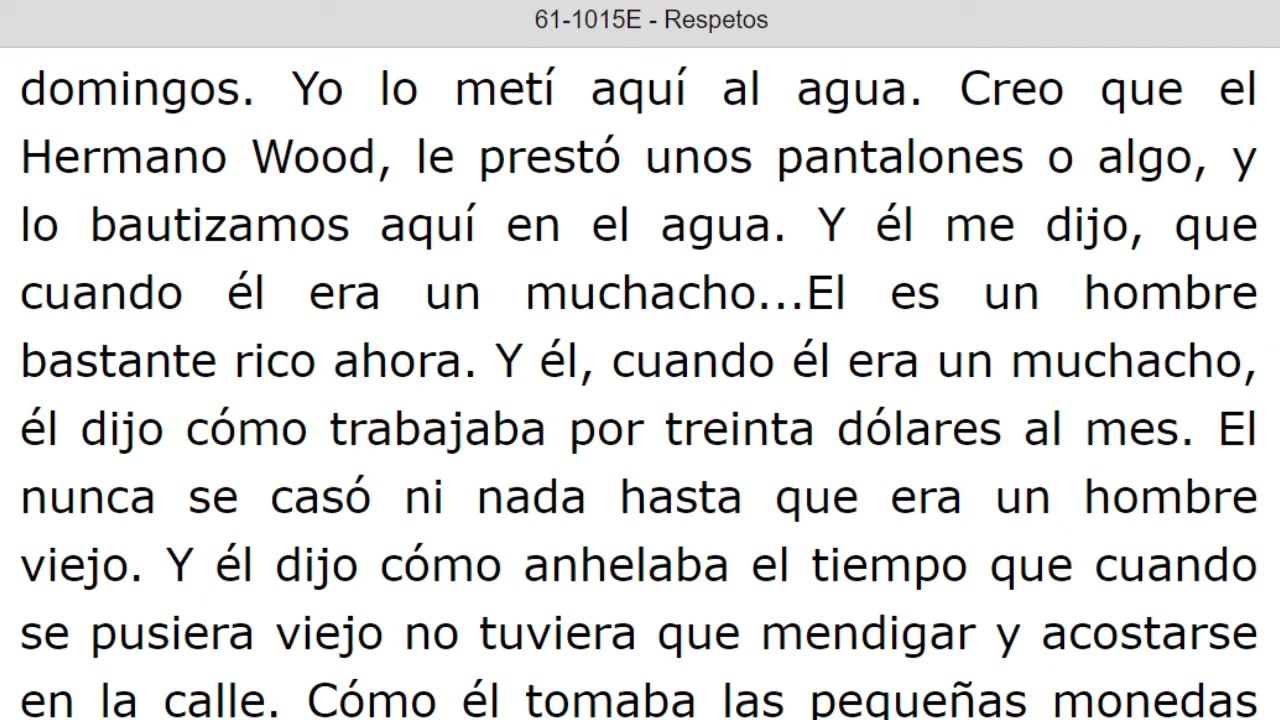 61-1015E - Respetos
domingos. Yo lo metí aquí al agua. Creo que el
Hermano Wood, le prestó unos pantalones o algo, y
lo bautizamos aquí en el agua. Y él me dijo, que
cuando él era un muchacho...El es un hombre
bastante rico ahora. Y él, cuando él era un muchacho,
él dijo cómo trabajaba por treinta dólares al mes. El
nunca se casó ni nada hasta que era un hombre
viejo. Y él dijo cómo anhelaba el tiempo que cuando
se pusiera viejo no tuviera que mendigar y acostarse
en la calle. Cómo él tomaba las pequeñas monedas